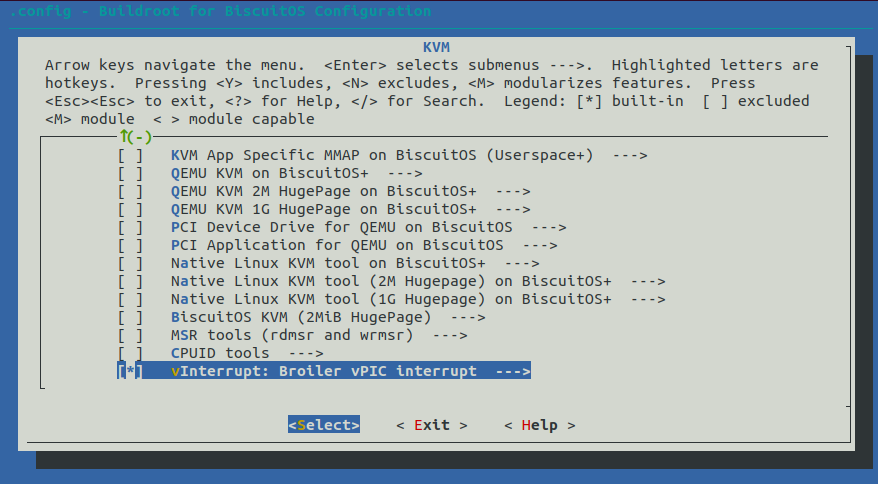 .config - Buildroot for BiscuitOS Configuration
KVM
Arrow keys navigate the menu.  <Enter> selects submenus --->.  Highlighted letters are
hotkeys.  Pressing <Y> includes, <N> excludes, <M> modularizes features.  Press
<Esc><Esc> to exit, <?> for Help, </> for Search.  Legend: [*] built-in  [ ] excluded
<M> module  < > module capable
↑(-)
[ ]   KVM App Specific MMAP on BiscuitOS (Userspace+)  --->
[ ]   QEMU KVM on BiscuitOS+  --->
[ ]   QEMU KVM 2M HugePage on BiscuitOS+  --->
[ ]   QEMU KVM 1G HugePage on BiscuitOS+  --->
[ ]   PCI Device Drive for QEMU on BiscuitOS  --->
[ ]   PCI Application for QEMU on BiscuitOS  --->
[ ]   Native Linux KVM tool on BiscuitOS+  --->
[ ]   Native Linux KVM tool (2M Hugepage) on BiscuitOS+  --->
[ ]   Native Linux KVM tool (1G Hugepage) on BiscuitOS+  --->
[ ]   BiscuitOS KVM (2MiB HugePage)  --->
[ ]   MSR tools (rdmsr and wrmsr)  --->
[ ]   CPUID tools  --->
[*]   vInterrupt: Broiler vPIC interrupt  --->
<Select>    < Exit >    < Help >